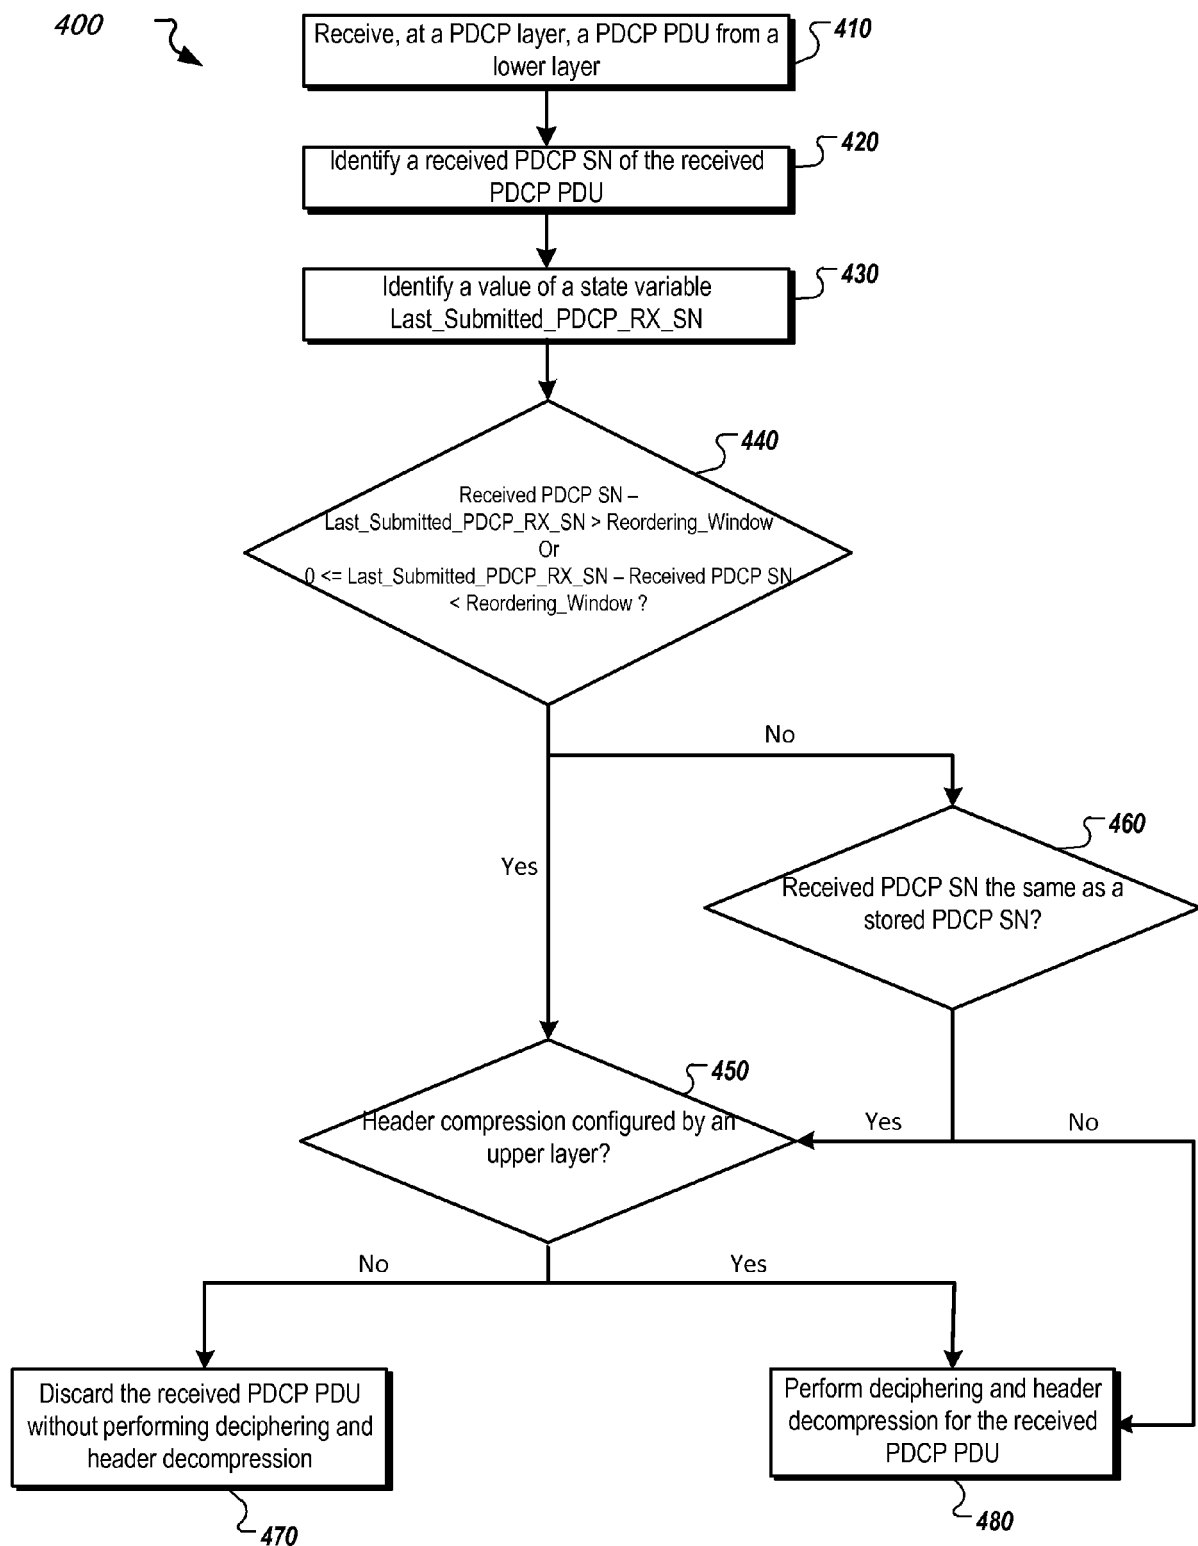 400
Receive, at a PDCP layer, a PDCP PDU from a
lower layer
410
Identify a received PDCP SN of the received
PDCP PDU
420
Identify a value of a state variable
Last_Submitted_PDCP_RX_SN
430
440
Received PDCP SN –
Last_Submitted_PDCP_RX_SN > Reordering_Window
Or
0 <= Last_Submitted_PDCP_RX_SN – Received PDCP SN
< Reordering_Window ?
No
Yes
460
Received PDCP SN the same as a
stored PDCP SN?
450
Header compression configured by an
upper layer?
Yes
No
No
Yes
Discard the received PDCP PDU
without performing deciphering and
header decompression
470
Perform deciphering and header
decompression for the received
PDCP PDU
480